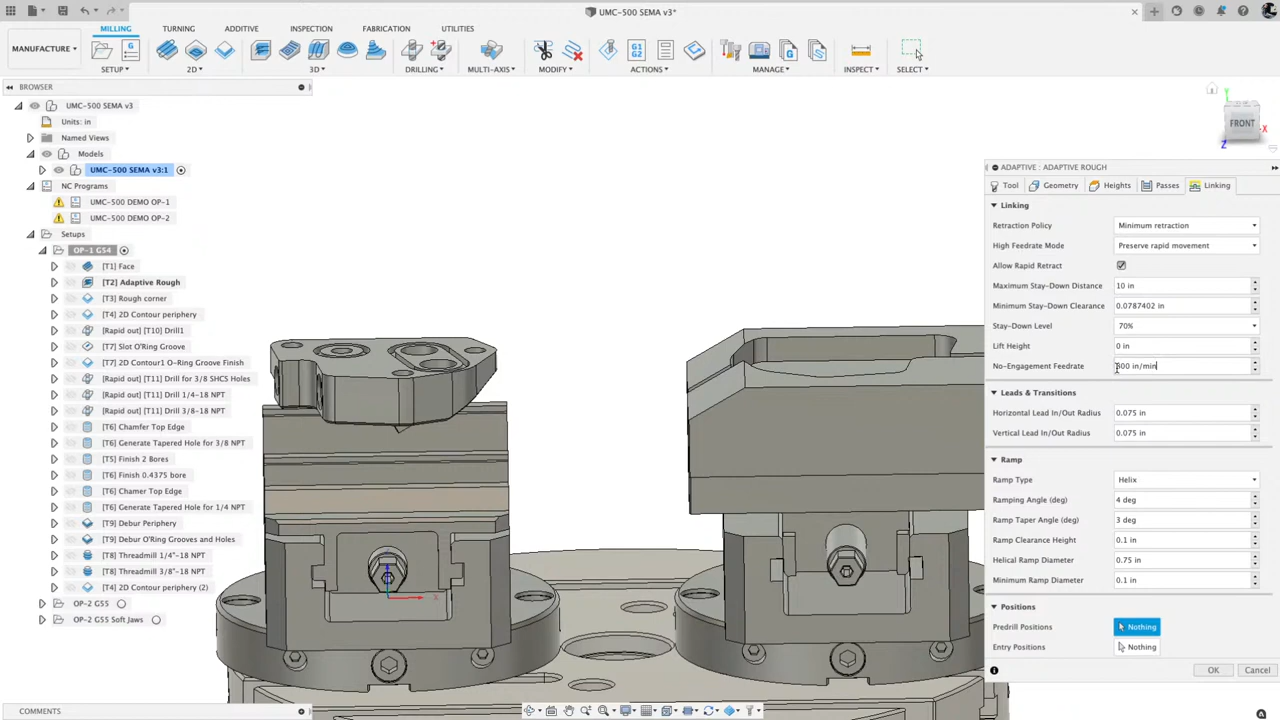 UMC-500 SEMA v3*
MANUFACTURE
MILLING TURNING ADDITIVE INSPECTION FABRICATION UTILITIES
SETUP 2D 3D DRILLING MULTI-AXIS MODIFY ACTIONS MANAGE INSPECT SELECT
G1
G2
BROWSER
UMC-500 SEMA v3
Units: in
Named Views
Models
UMC-500 SEMA v3:1
NC Programs
UMC-500 DEMO OP-1
UMC-500 DEMO OP-2
Setups
OP-1 G54
[T1] Face
[T2] Adaptive Rough
[T3] Rough corner
[T4] 2D Contour periphery
[Rapid out] [T10] Drill1
[T7] Slot O'Ring Groove
[T7] 2D Contour1 O-Ring Groove Finish
[Rapid out] [T11] Drill for 3/8 SHCS Holes
[Rapid out] [T11] Drill 1/4-18 NPT
[Rapid out] [T11] Drill 3/8-18 NPT
[T6] Chamfer Top Edge
[T6] Generate Tapered Hole for 3/8 NPT
[T5] Finish 2 Bores
[T6] Finish 0.4375 bore
[T6] Chamer Top Edge
[T6] Generate Tapered Hole for 1/4 NPT
[T9] Debur Periphery
[T9] Debur O'Ring Grooves and Holes
[T8] Threadmill 1/4"-18 NPT
[T8] Threadmill 3/8"-18 NPT
[T4] 2D Contour periphery (2)
OP-2 G55
OP-2 G55 Soft Jaws
COMMENTS
X
Y
FRONT
X
Z
ADAPTIVE : ADAPTIVE ROUGH
Tool Geometry Heights Passes Linking
Linking
Retraction Policy Minimum retraction
High Feedrate Mode Preserve rapid movement
Allow Rapid Retract
Maximum Stay-Down Distance 10 in
Minimum Stay-Down Clearance 0.0787402 in
Stay-Down Level 70%
Lift Height 0 in
No-Engagement Feedrate 00 in/min
Leads & Transitions
Horizontal Lead In/Out Radius 0.075 in
Vertical Lead In/Out Radius 0.075 in
Ramp
Ramp Type Helix
Ramping Angle (deg) 4 deg
Ramp Taper Angle (deg) 3 deg
Ramp Clearance Height 0.1 in
Helical Ramp Diameter 0.75 in
Minimum Ramp Diameter 0.1 in
Positions
Predrill Positions Nothing
Entry Positions Nothing
OK Cancel